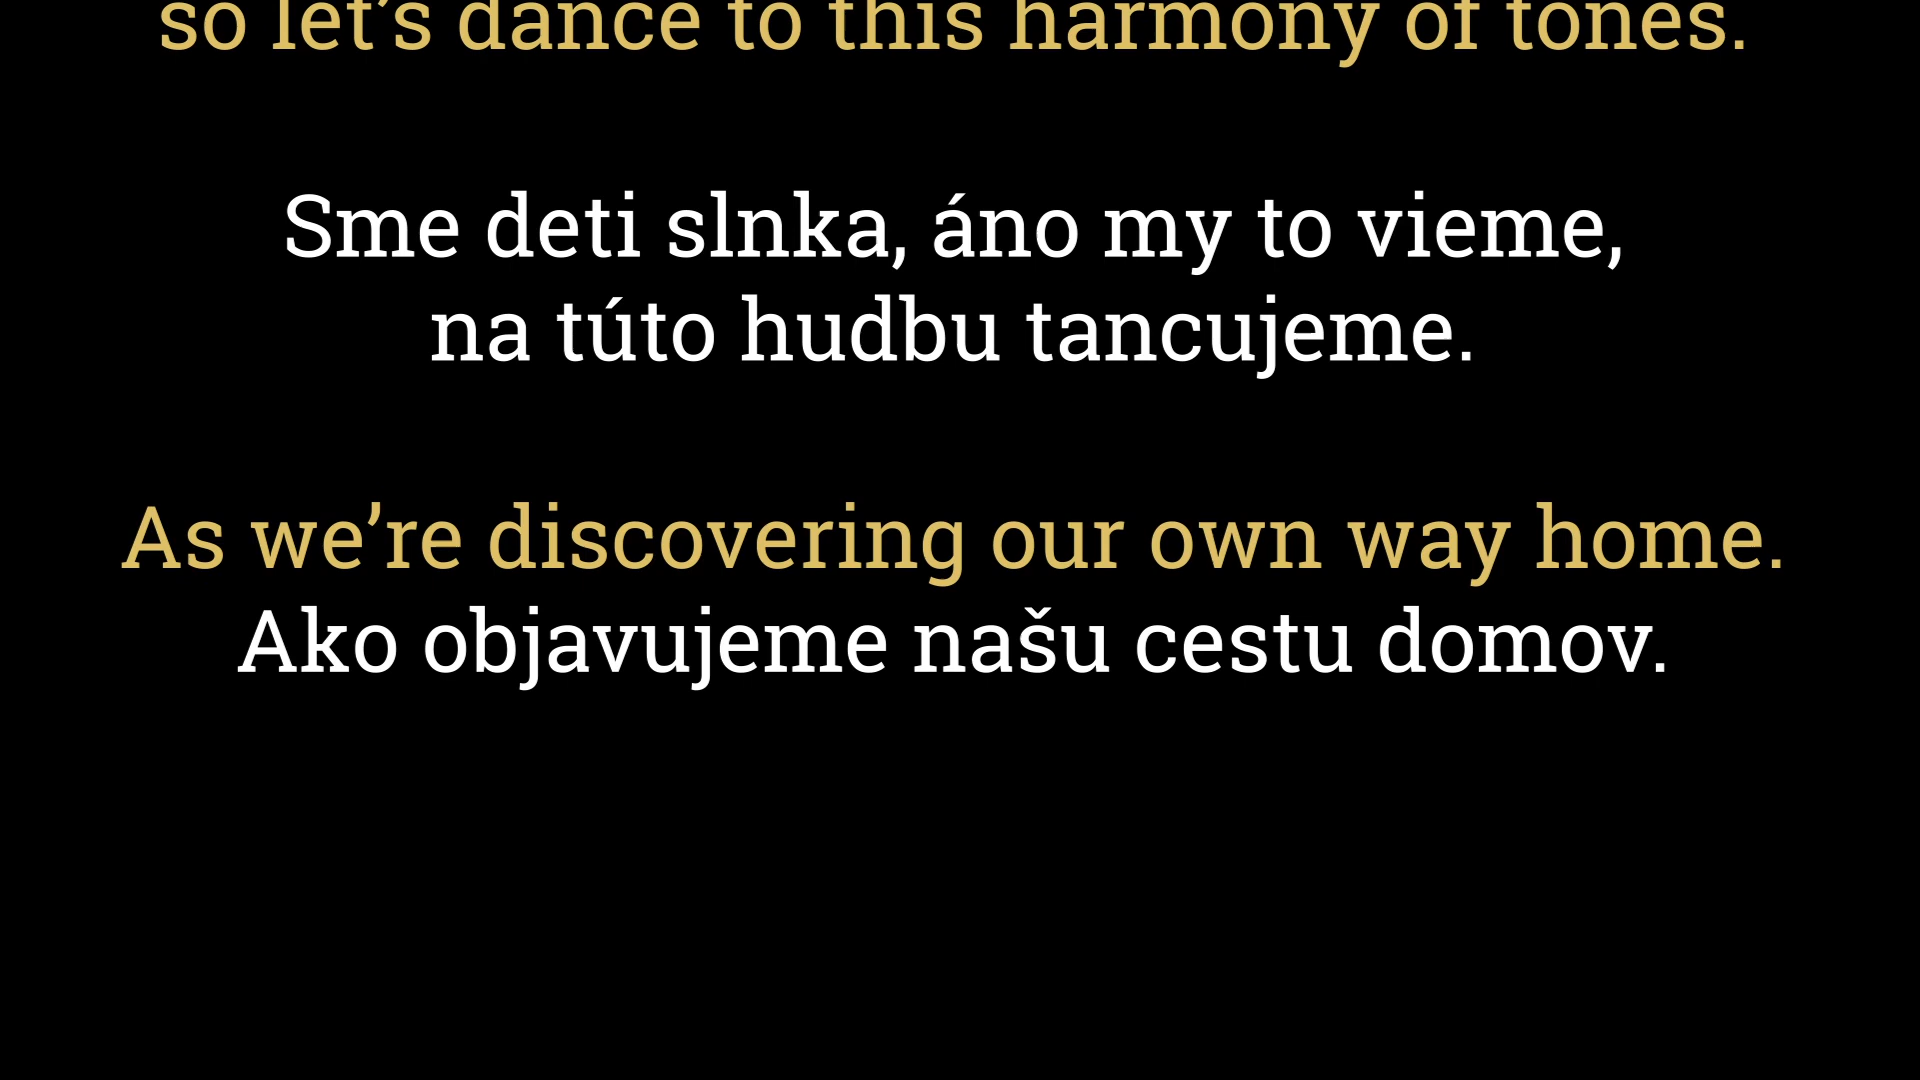 so let’s dance to this harmony of tones.
Sme deti slnka, áno my to vieme,
na túto hudbu tancujeme.
As we’re discovering our own way home.
Ako objavujeme našu cestu domov.